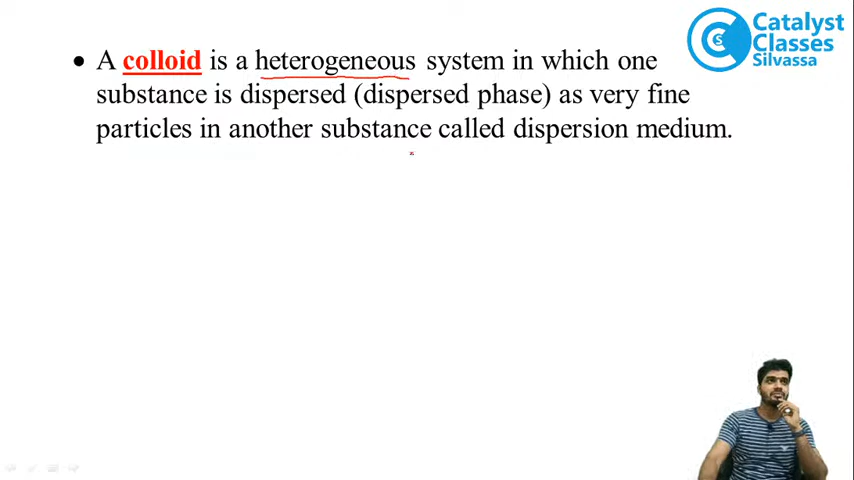 Catalyst
Classes
Silvassa
• A colloid is a heterogeneous system in which one
substance is dispersed (dispersed phase) as very fine
particles in another substance called dispersion medium.